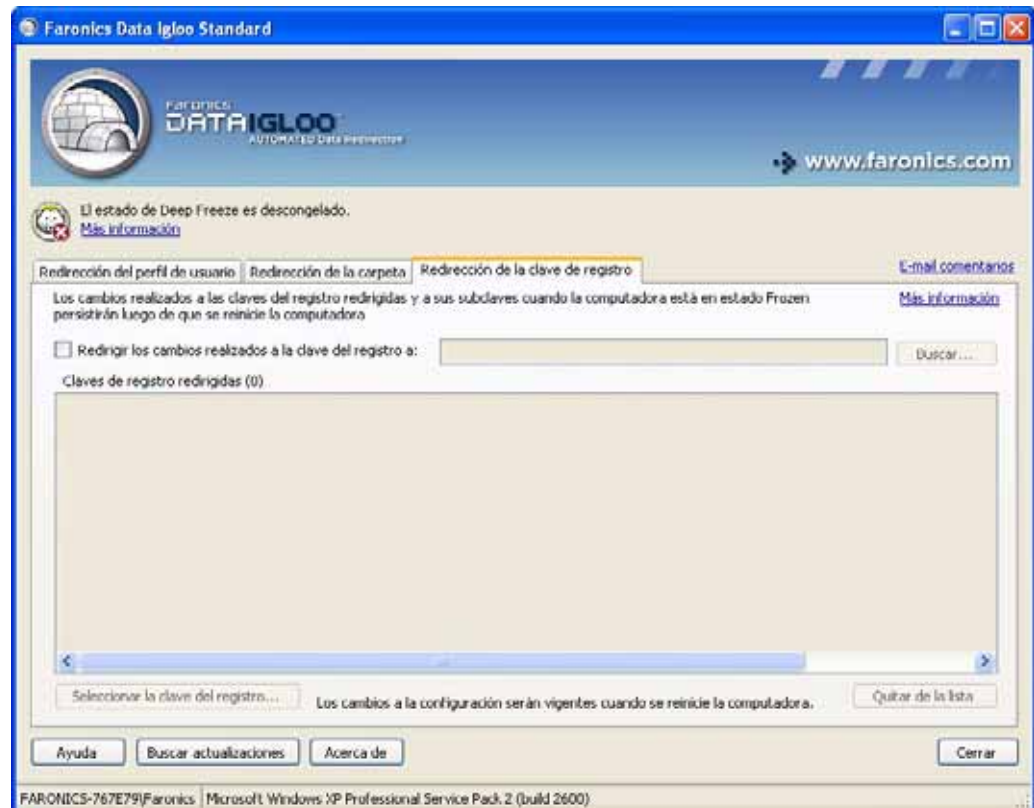 Faronics Data Igloo Standard
FARONICS
DATAIGLOO
AUTOMATED Data Redirection
www.faronics.com
El estado de Deep Freeze es descongelado.
Más información
Redirección del perfil de usuario
Redirección de la carpeta
Redirección de la clave de registro
E-mail comentarios
Los cambios realizados a las claves del registro redirigidas y a sus subclaves cuando la computadora está en estado Frozen
persistirán luego de que se reinicie la computadora
Más información
Redirigir los cambios realizados a la clave del registro a:
Buscar...
Claves de registro redirigidas (0)
Seleccionar la clave del registro...
Los cambios a la configuración serán vigentes cuando se reinicie la computadora.
Quitar de la lista
Ayuda
Buscar actualizaciones
Acerca de
Cerrar
FARONICS-767E79\Faronics
Microsoft Windows XP Professional Service Pack 2 (build 2600)